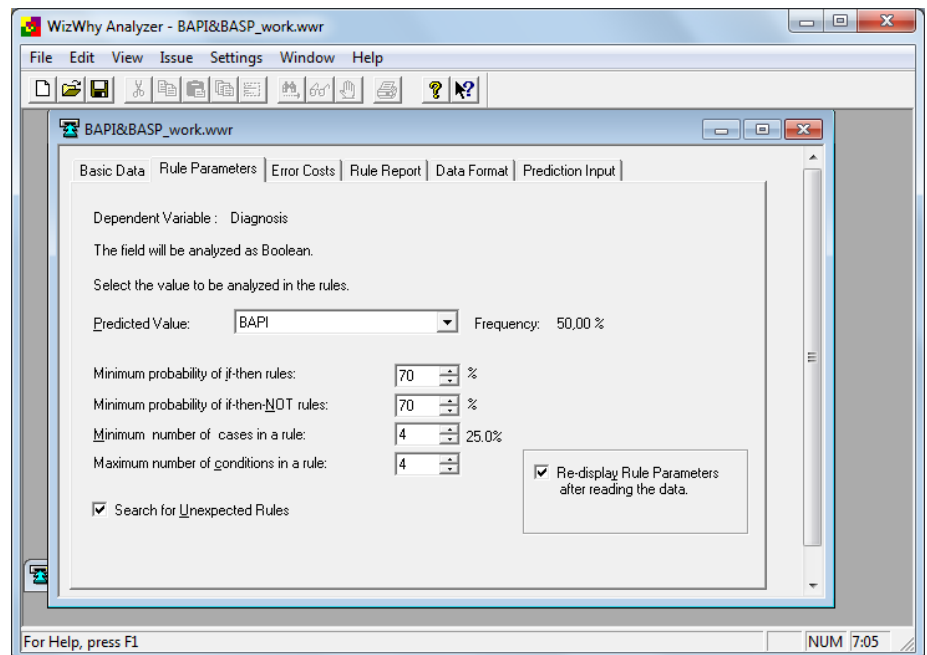 WizWhy Analyzer - BAPI&BASP_work.wwr
File Edit View Issue Settings Window Help
BAPI&BASP_work.wwr
Basic Data Rule Parameters Error Costs Rule Report Data Format Prediction Input
Dependent Variable : Diagnosis
The field will be analyzed as Boolean.
Select the value to be analyzed in the rules.
Predicted Value: BAPI Frequency: 50,00 %
Minimum probability of if-then rules: 70 %
Minimum probability of if-then-NOT rules: 70 %
Minimum number of cases in a rule: 4 25.0%
Maximum number of conditions in a rule: 4
Re-display Rule Parameters
after reading the data.
Search for Unexpected Rules
For Help, press F1 NUM 7:05